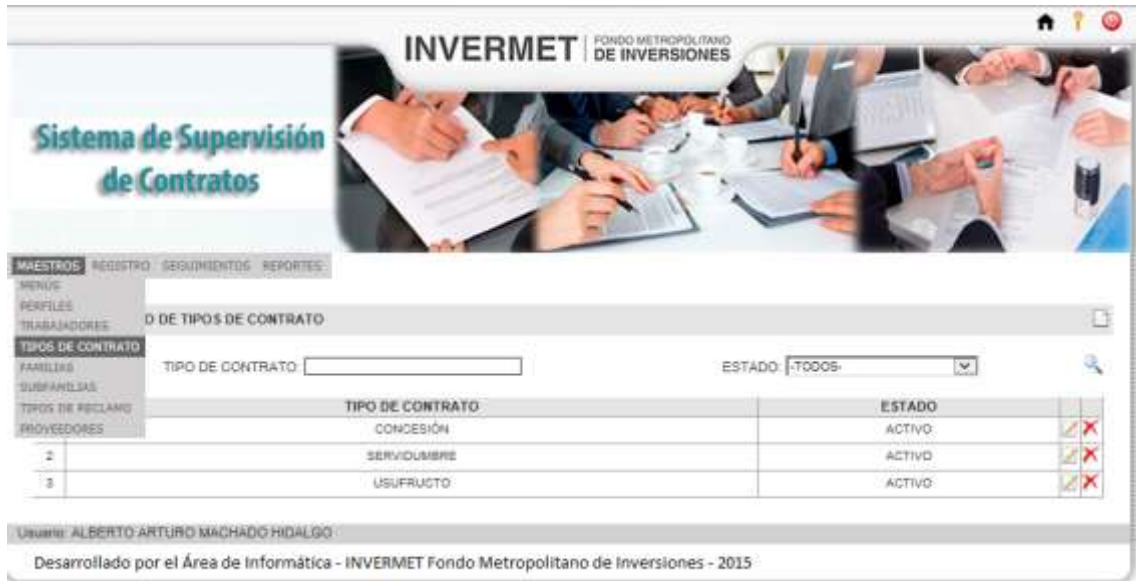 INVERMET FONDO METROPOLITANO
DE INVERSIONES
Sistema de Supervisión
de Contratos
MAESTROS REGISTRO SEGUIMIENTOS REPORTES
MENÚS
PERFILES
TRABAJADORES
O DE TIPOS DE CONTRATO
TIPOS DE CONTRATO
FAMILIAS
TIPO DE CONTRATO: ESTADO: -TODOS-
SUBFAMILIAS
TIPOS DE RECLAMO
PROVEEDORES
TIPO DE CONTRATO ESTADO
CONCESIÓN ACTIVO
2 SERVIDUMBRE ACTIVO
3 USUFRUCTO ACTIVO
Usuario: ALBERTO ARTURO MACHADO HIDALGO
Desarrollado por el Área de Informática - INVERMET Fondo Metropolitano de Inversiones - 2015